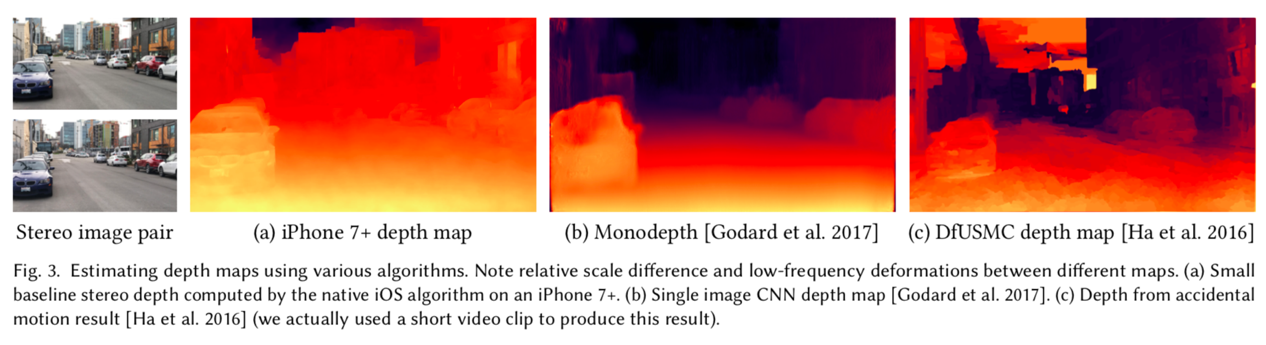 Stereo image pair
(a) iPhone 7+ depth map
(b) Monodepth [Godard et al. 2017]
(c) DfUSMC depth map [Ha et al. 2016]
Fig. 3. Estimating depth maps using various algorithms. Note relative scale difference and low-frequency deformations between different maps. (a) Small
baseline stereo depth computed by the native iOS algorithm on an iPhone 7+. (b) Single image CNN depth map [Godard et al. 2017]. (c) Depth from accidental
motion result [Ha et al. 2016] (we actually used a short video clip to produce this result).